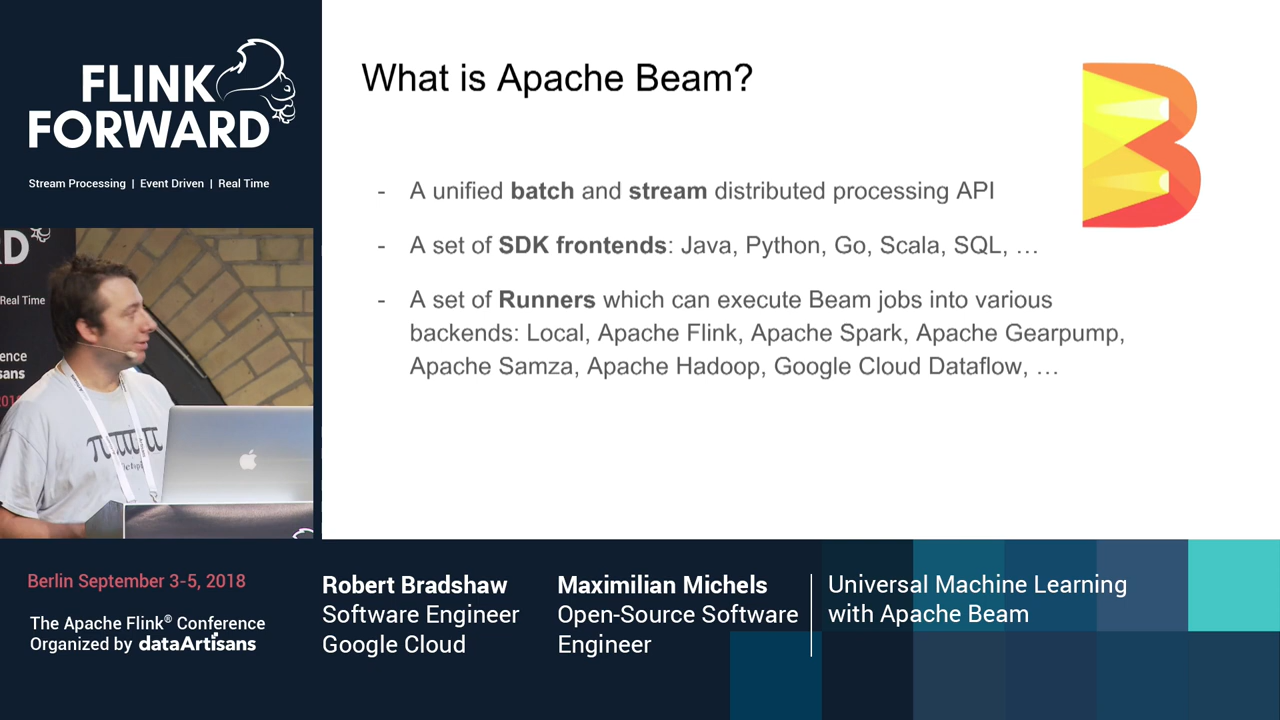 FLINK
FORWARD
Stream Processing | Event Driven | Real Time
What is Apache Beam?
- A unified batch and stream distributed processing API
- A set of SDK frontends: Java, Python, Go, Scala, SQL, …
- A set of Runners which can execute Beam jobs into various
backends: Local, Apache Flink, Apache Spark, Apache Gearpump,
Apache Samza, Apache Hadoop, Google Cloud Dataflow, …
RD
Real Time
ence
sans
Berlin September 3-5, 2018
The Apache Flink® Conference
Organized by dataArtisans
Robert Bradshaw
Software Engineer
Google Cloud
Maximilian Michels
Open-Source Software
Engineer
Universal Machine Learning
with Apache Beam